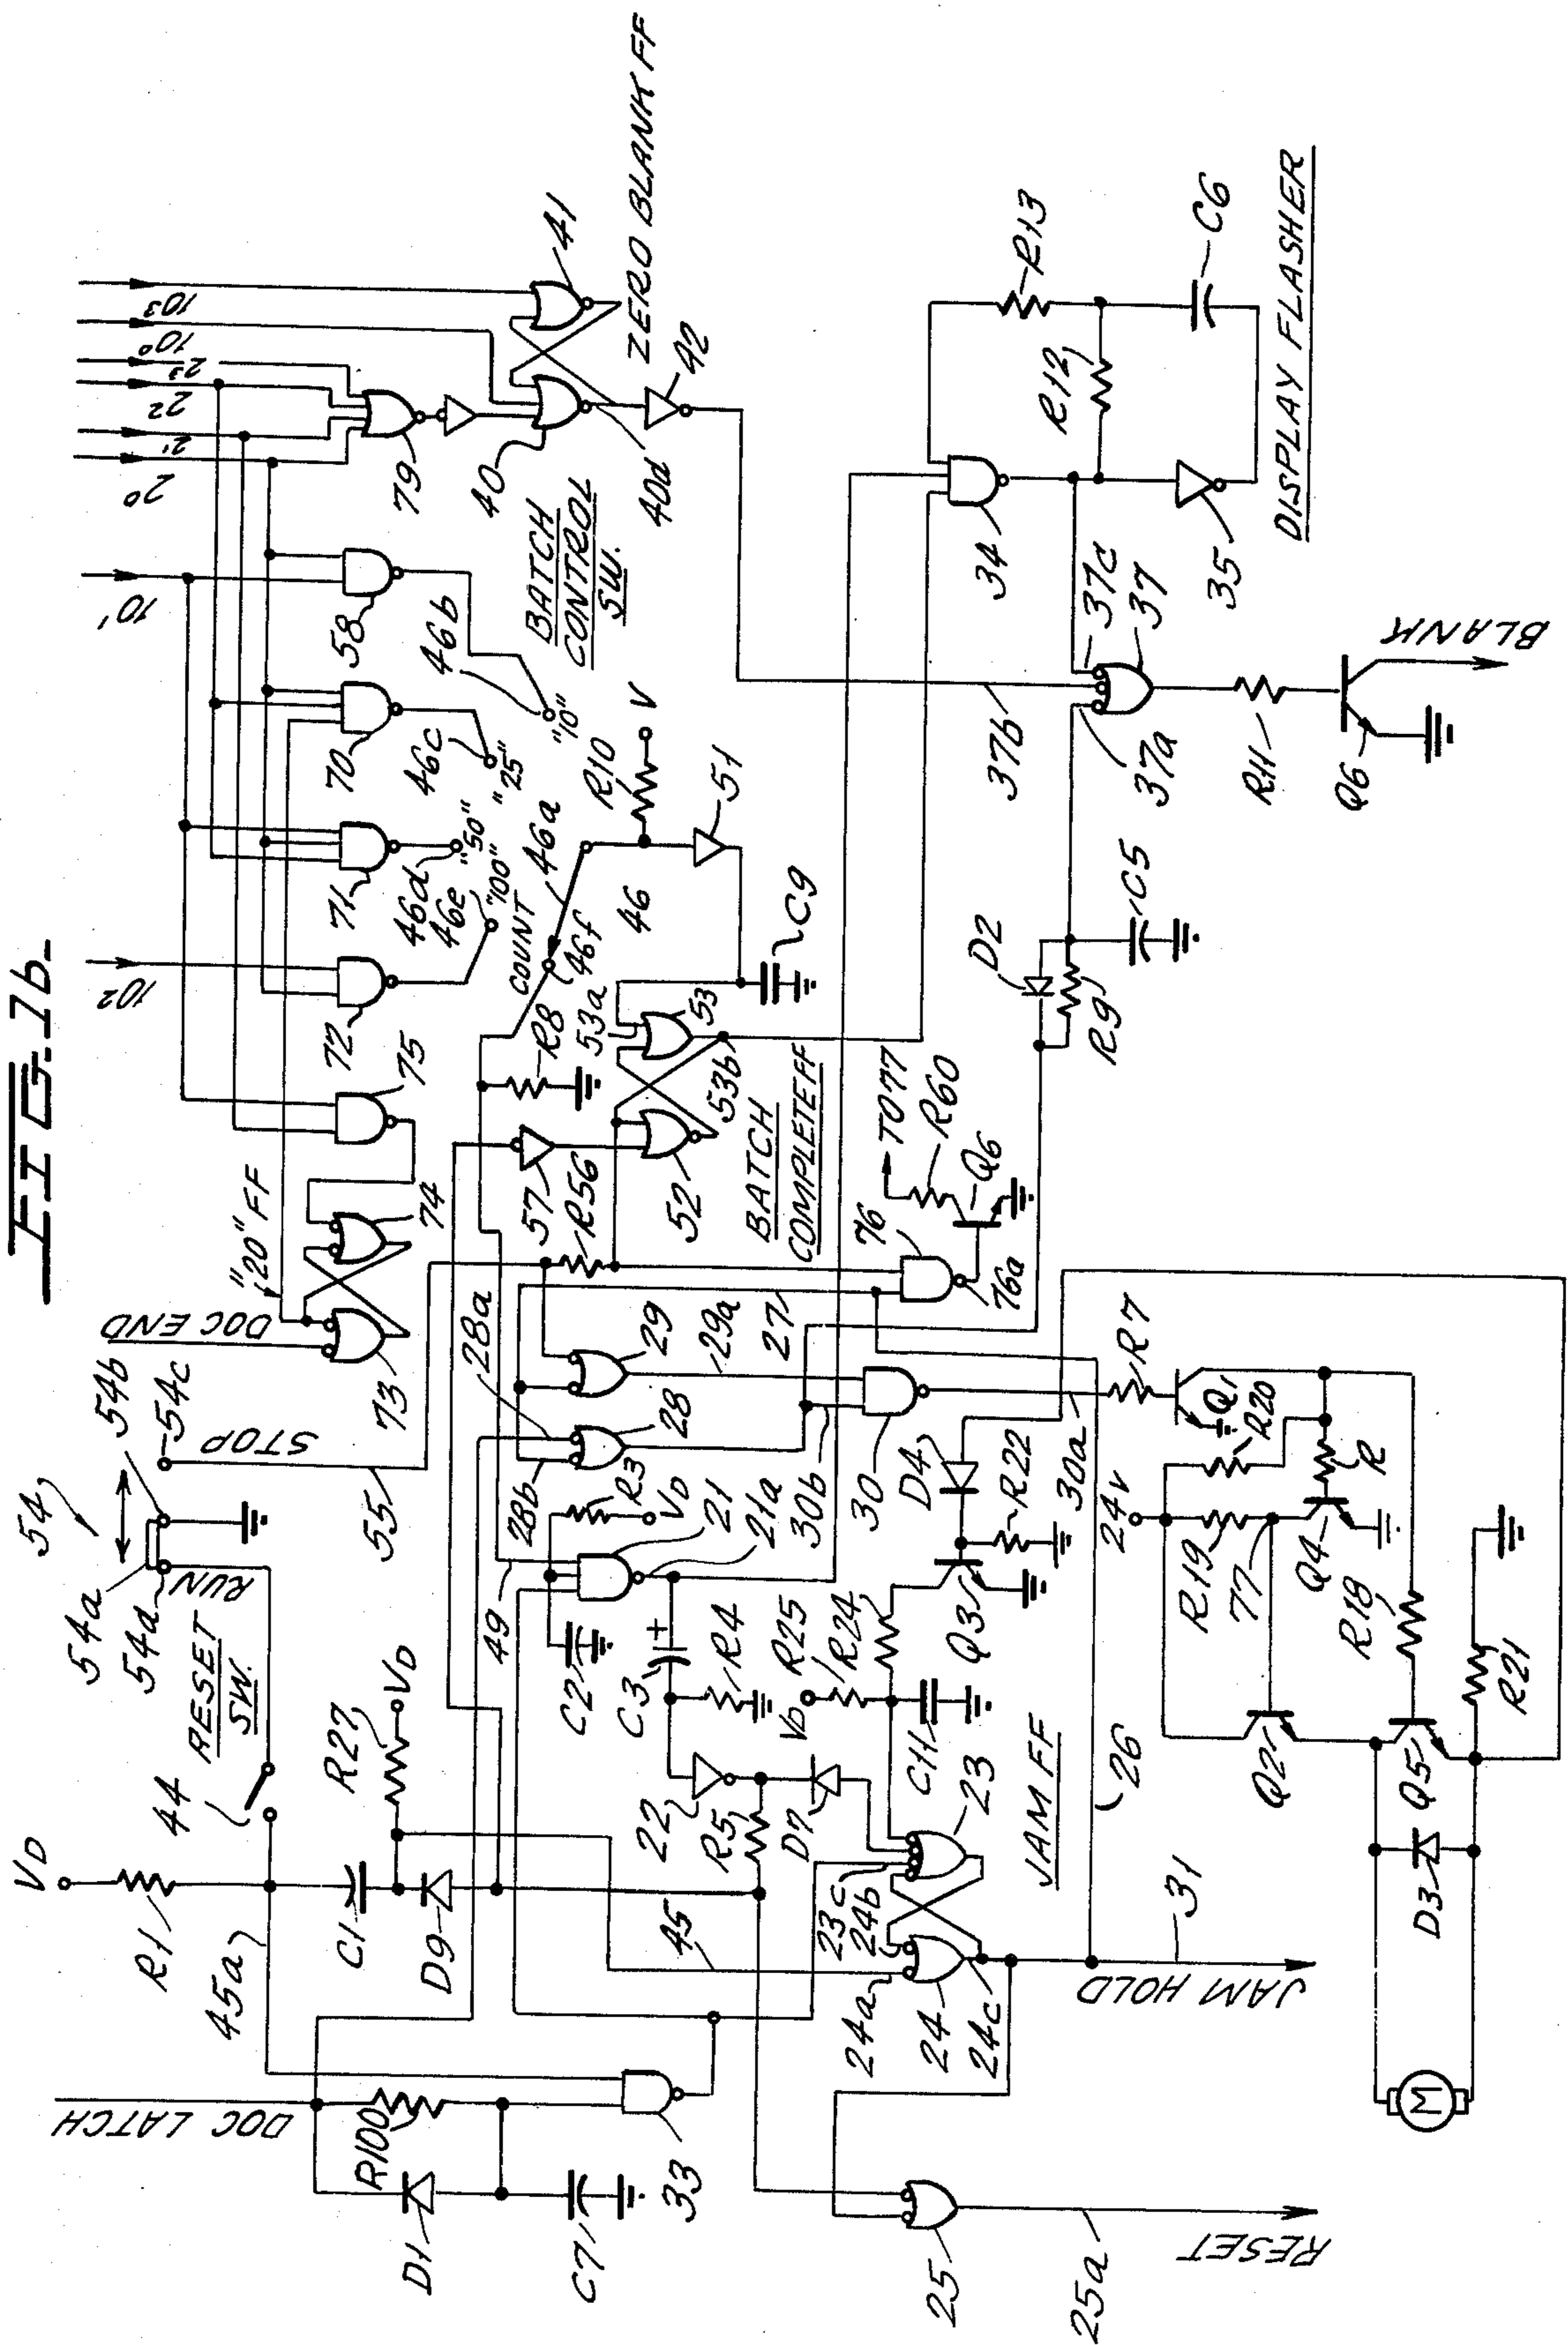 FIG. 1b.
54
54a
54b
54c
54d
RUN
RESET
SW.
44
VD
R1
45a
C1
D9
R27
VD
DOC LATCH
R100
D1
C7
33
STOP
55
DOC END
"20" FF
73
74
75
10²
72
71
70
58
10¹
2⁰
2¹
2²
2³
10⁰
10³
79
40
41
ZERO BLANK FF
40d
42
BATCH
CONTROL
SW.
46b
"10"
46c
"25"
46d
"50"
46e
"100"
COUNT
46a
46f
46
R10
V
51
C9
R8
53a
53
53b
52
57
R56
BATCH
COMPLETE FF
28a
28b
28
29
29a
27
49
R3
VD
21
21a
C2
C3
+
R4
22
R5
D7
30b
30
30a
76
76a
TO 77
R60
Q6
D2
R9
C5
34
35
R12
R13
C6
DISPLAY FLASHER
37a
37b
37c
37
R11
Q6
BLANK
45
23c
24b
24a
24
24c
23
JAM FF
VD
R25
R24
C11
Q3
D4
R22
26
31
JAM HOLD
25
25a
RESET
24V
R7
Q1
R20
R
R19
77
Q4
R18
Q2
Q5
R21
D3
M